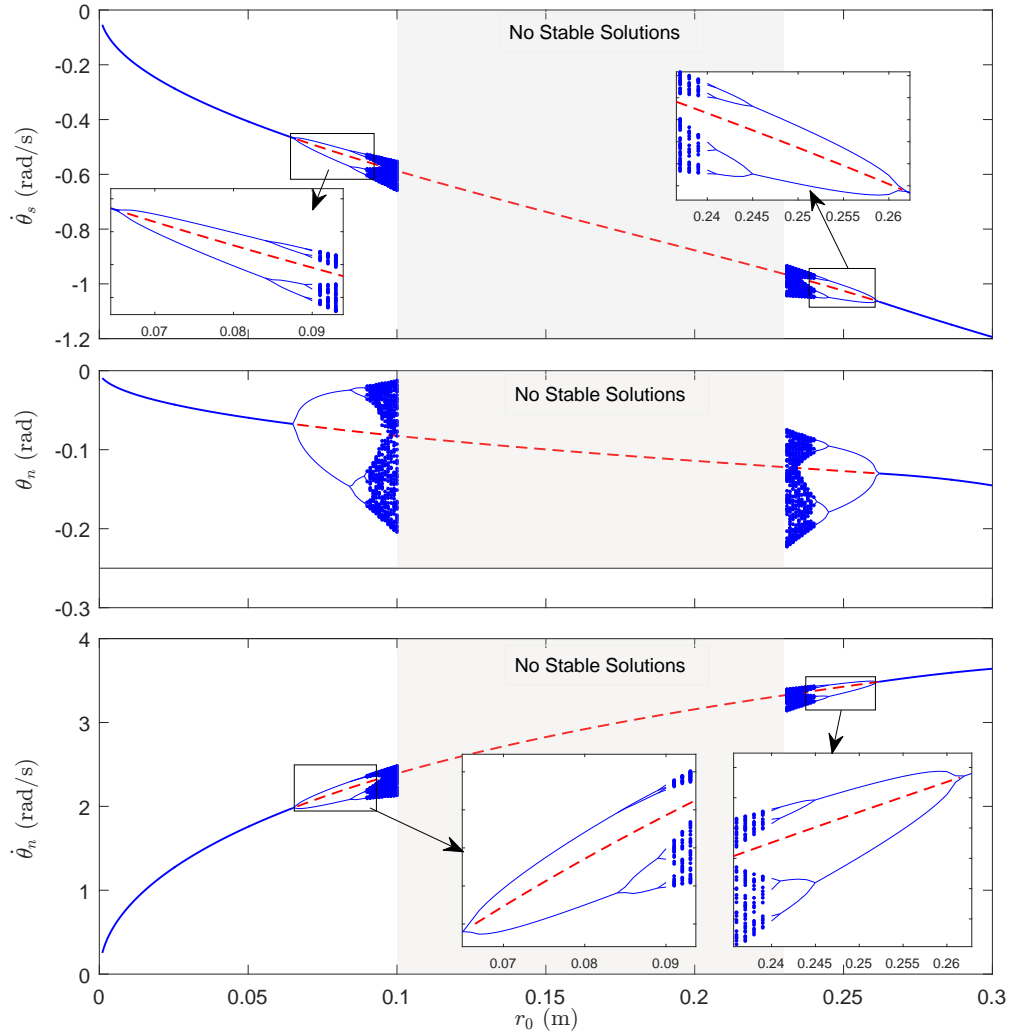 0
No Stable Solutions
-0.2
-0.4
-0.6
-0.8
-1
-1.2
θ̇s (rad/s)
0.24 0.245 0.25 0.255 0.26
0.07 0.08 0.09
0
No Stable Solutions
-0.1
-0.2
-0.3
θn (rad)
4
No Stable Solutions
3
2
1
0
θ̇n (rad/s)
0.07 0.08 0.09
0.24 0.245 0.25 0.255 0.26
0 0.05 0.1 0.15 0.2 0.25 0.3
r0 (m)